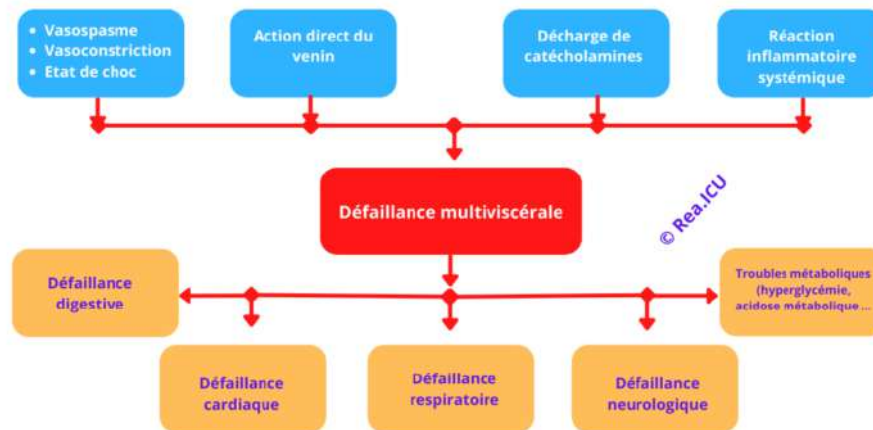 • Vasospasme
• Vasoconstriction
• Etat de choc
Action direct du
venin
Décharge de
catécholamines
Réaction
inflammatoire
systémique
Défaillance multiviscérale
© Rea.ICU
Défaillance
digestive
Troubles métaboliques
(hyperglycémie,
acidose métabolique ...
Défaillance
cardiaque
Défaillance
respiratoire
Défaillance
neurologique